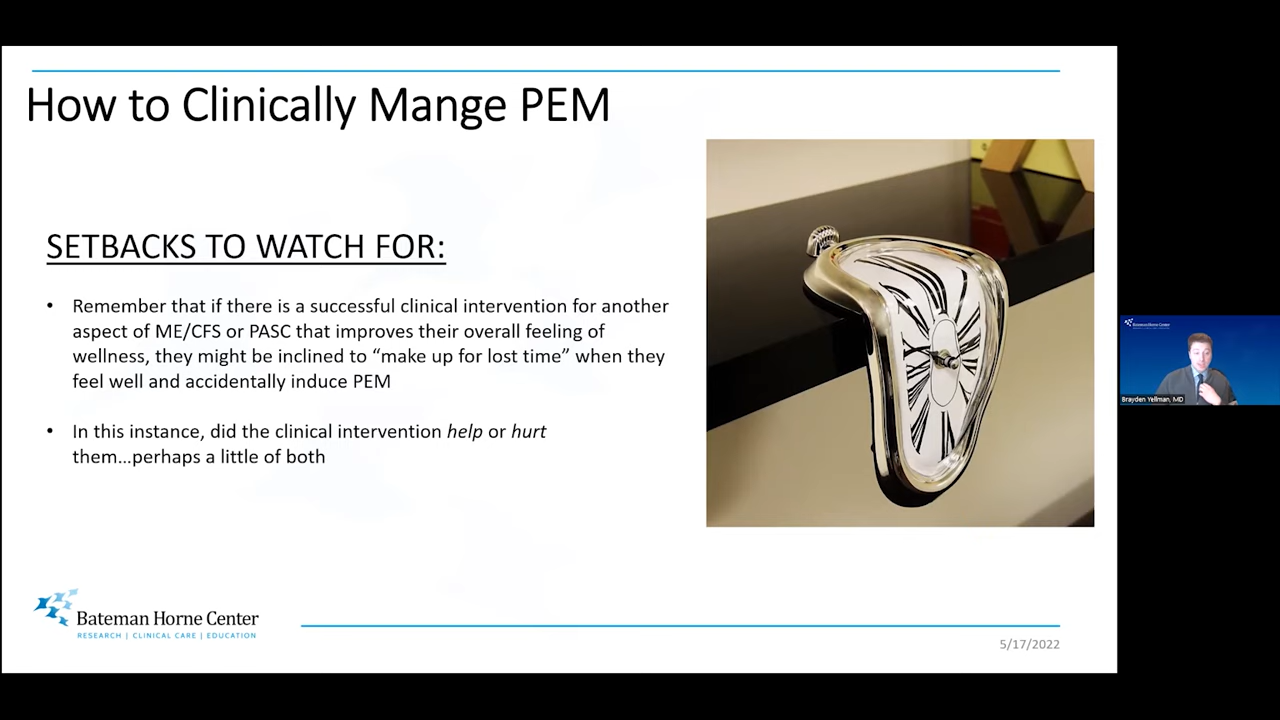 How to Clinically Mange PEM
SETBACKS TO WATCH FOR:
• Remember that if there is a successful clinical intervention for another
aspect of ME/CFS or PASC that improves their overall feeling of
wellness, they might be inclined to “make up for lost time” when they
feel well and accidentally induce PEM
• In this instance, did the clinical intervention help or hurt
them...perhaps a little of both
Bateman Horne Center
RESEARCH | CLINICAL CARE | EDUCATION
5/17/2022
Bateman Horne Center
Brayden Yellman, MD